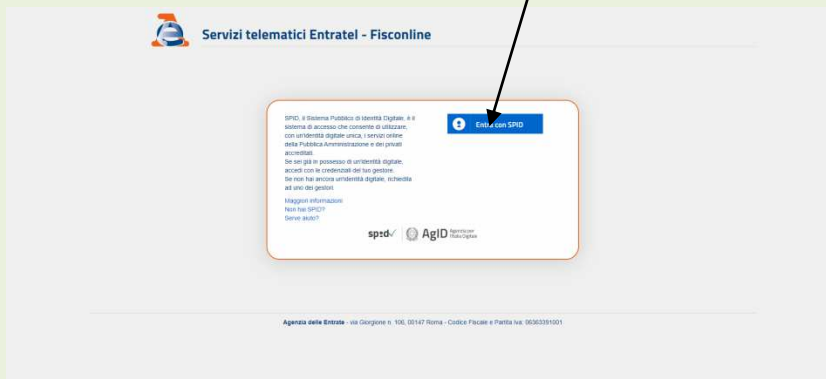 Servizi telematici Entratel - Fisconline
SPID, il Sistema Pubblico di Identità Digitale, è il
sistema di accesso che consente di utilizzare,
con un'identità digitale unica, i servizi online
della Pubblica Amministrazione e dei privati
accreditati.
Se sei già in possesso di un'identità digitale,
accedi con le credenziali del tuo gestore.
Se non hai ancora un'identità digitale, richiedila
ad uno dei gestori.
Maggiori informazioni
Non hai SPID?
Serve aiuto?
Entra con SPID
spid
AgID Agenzia per
l'Italia Digitale
Agenzia delle Entrate - via Giorgione n. 106, 00147 Roma - Codice Fiscale e Partita Iva: 06363391001